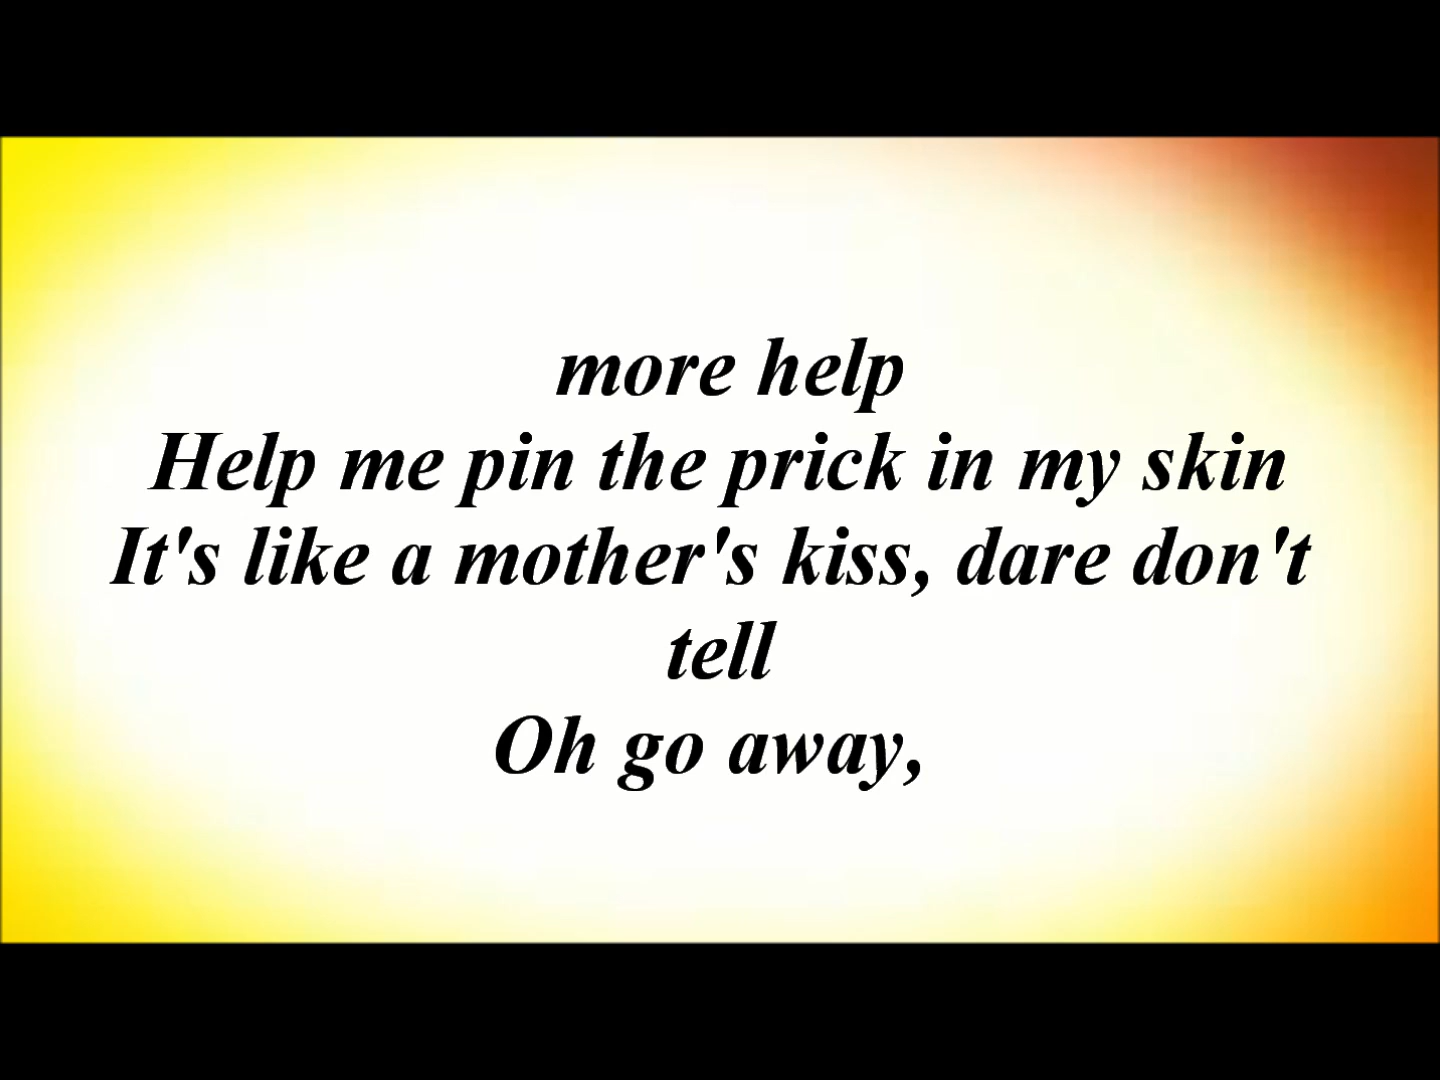 more help
Help me pin the prick in my skin
It's like a mother's kiss, dare don't
tell
Oh go away,